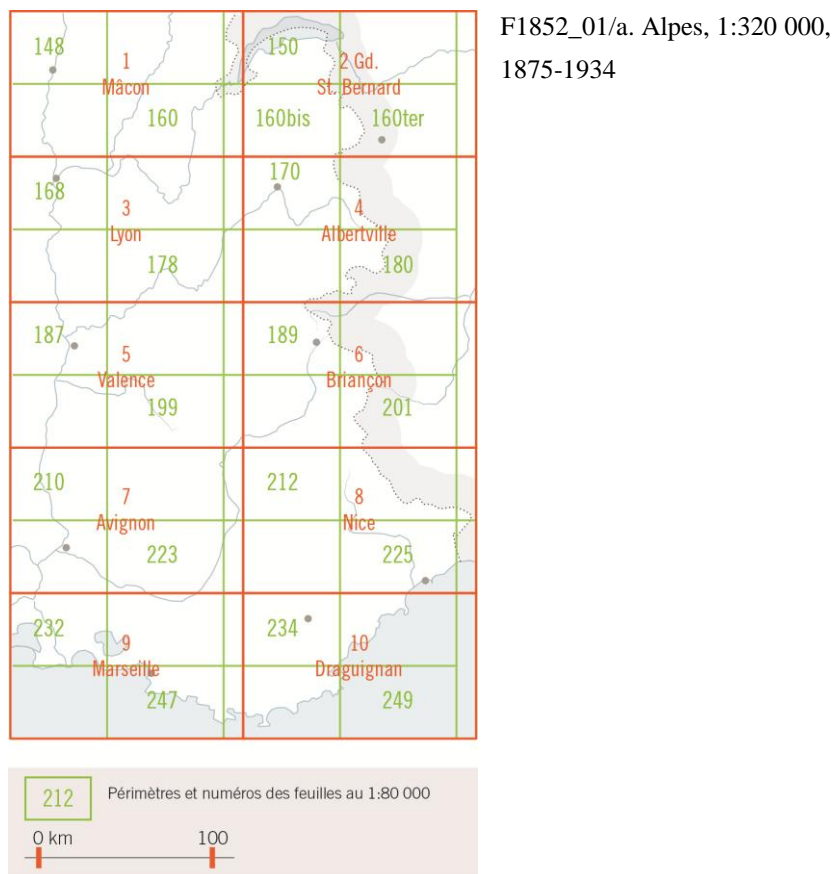 F1852_01/a. Alpes, 1:320 000,
1875-1934
148
1
Mâcon
150
2 Gd.
St. Bernard
160
160bis
160ter
168
3
Lyon
170
4
Albertville
178
180
187
5
Valence
189
6
Briançon
199
201
210
7
Avignon
212
8
Nice
223
225
232
9
Marseille
234
10
Draguignan
247
249
212 Périmètres et numéros des feuilles au 1:80 000
0 km 100